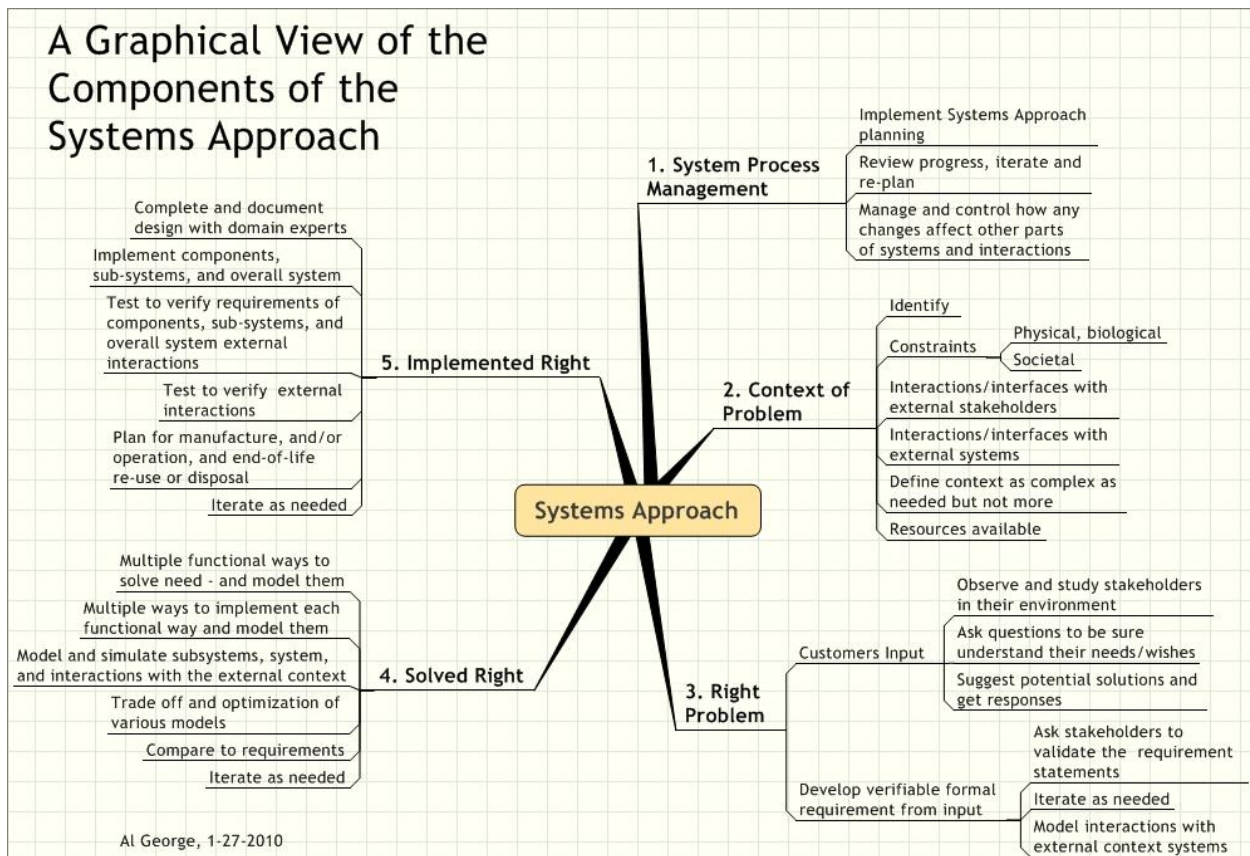 A Graphical View of the
Components of the
Systems Approach
Systems Approach
1. System Process
Management
Implement Systems Approach
planning
Review progress, iterate and
re-plan
Manage and control how any
changes affect other parts
of systems and interactions
2. Context of
Problem
Identify
Constraints
Physical, biological
Societal
Interactions/interfaces with
external stakeholders
Interactions/interfaces with
external systems
Define context as complex as
needed but not more
Resources available
3. Right
Problem
Customers Input
Observe and study stakeholders
in their environment
Ask questions to be sure
understand their needs/wishes
Suggest potential solutions and
get responses
Develop verifiable formal
requirement from input
Ask stakeholders to
validate the requirement
statements
Iterate as needed
Model interactions with
external context systems
4. Solved Right
Multiple functional ways to
solve need - and model them
Multiple ways to implement each
functional way and model them
Model and simulate subsystems, system,
and interactions with the external context
Trade off and optimization of
various models
Compare to requirements
Iterate as needed
5. Implemented Right
Complete and document
design with domain experts
Implement components,
sub-systems, and overall system
Test to verify requirements of
components, sub-systems, and
overall system external
interactions
Test to verify external
interactions
Plan for manufacture, and/or
operation, and end-of-life
re-use or disposal
Iterate as needed
Al George, 1-27-2010